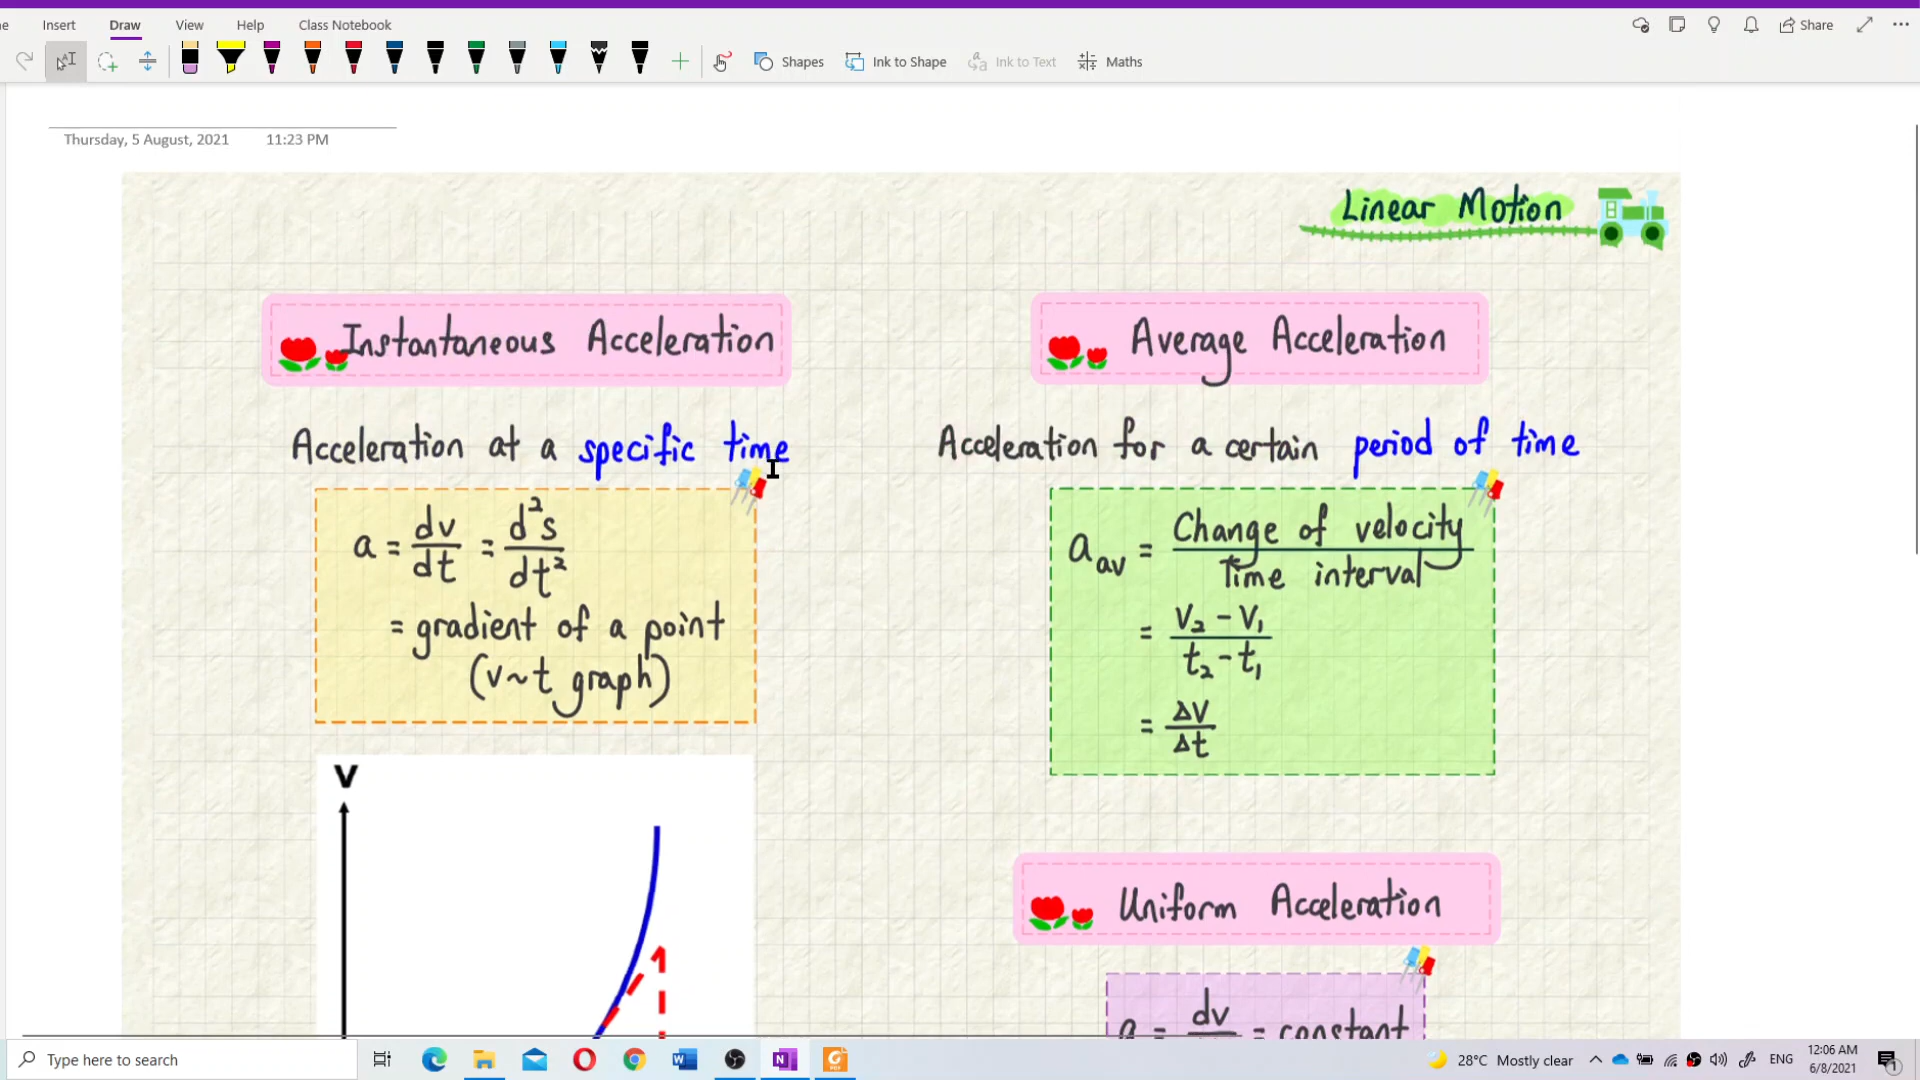 Insert Draw View Help Class Notebook Share
Shapes Ink to Shape Ink to Text Maths
Thursday, 5 August, 2021 11:23 PM
Linear Motion
Instantaneous Acceleration
Acceleration at a specific time
a = dv/dt = d²s/dt²
= gradient of a point
(v~t graph)
V
Average Acceleration
Acceleration for a certain period of time
a_av = Change of velocity / Time interval
= V₂ - V₁ / t₂ - t₁
= ΔV / Δt
Uniform Acceleration
a = dv = constant
Type here to search
28°C Mostly clear ENG 12:06 AM
6/8/2021